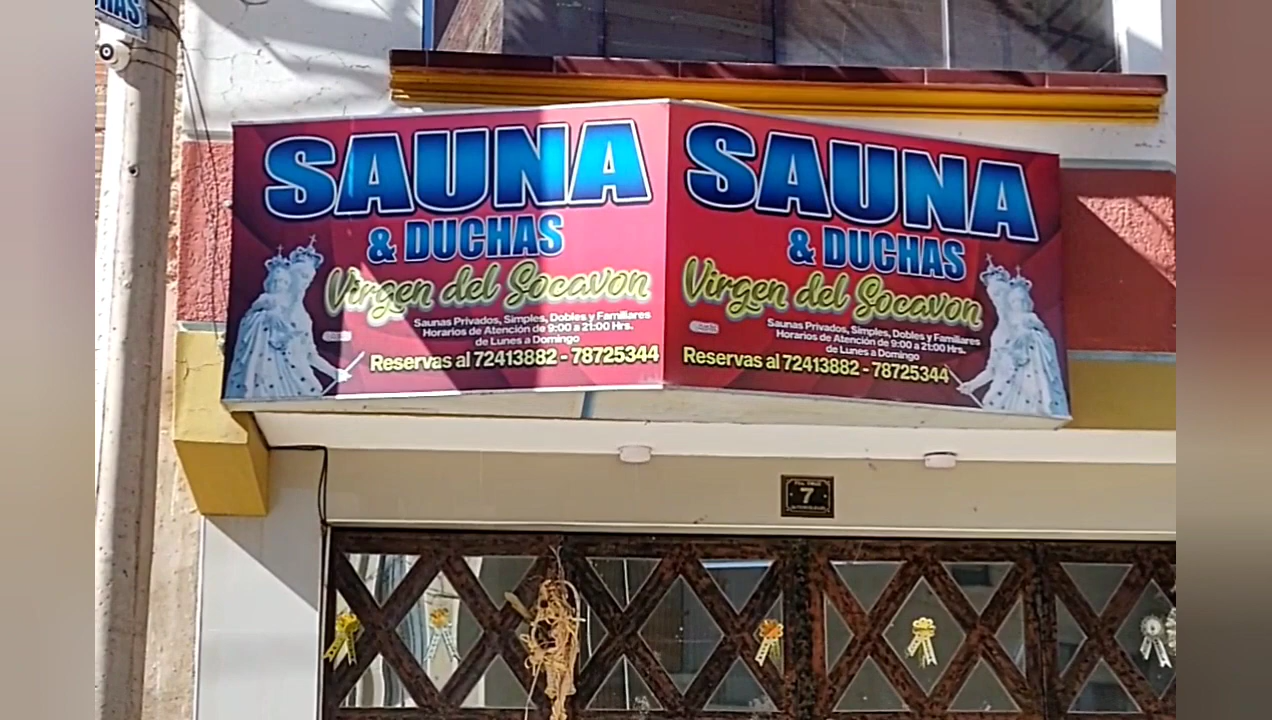 HAS
SAUNA
& DUCHAS
Virgen del Socavon
Saunas Privados, Simples, Dobles y Familiares
Horarios de Atención de 9:00 a 21:00 Hrs.
de Lunes a Domingo
Reservas al 72413882 - 78725344
SAUNA
& DUCHAS
Virgen del Socavon
Saunas Privados, Simples, Dobles y Familiares
Horarios de Atención de 9:00 a 21:00 Hrs.
de Lunes a Domingo
Reservas al 72413882 - 78725344
7